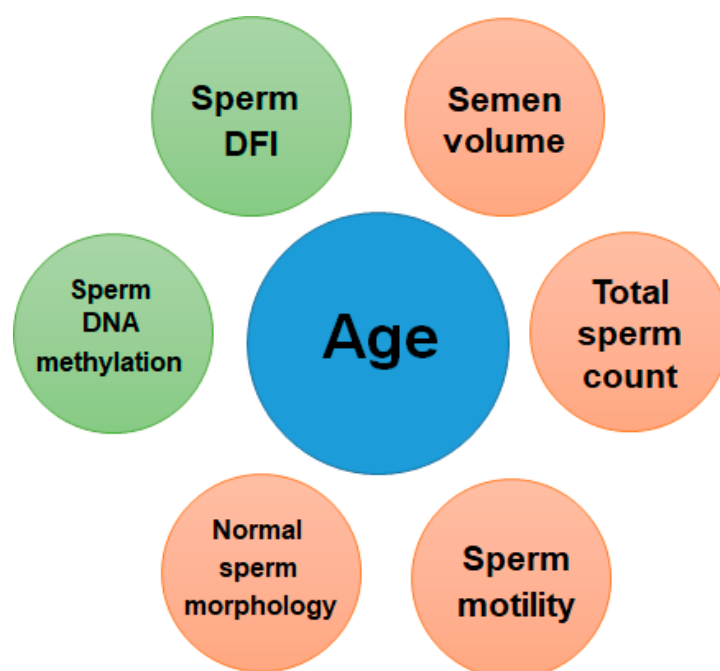 Sperm
DFI
Semen
volume
Sperm
DNA
methylation
Age
Total
sperm
count
Normal
sperm
morphology
Sperm
motility